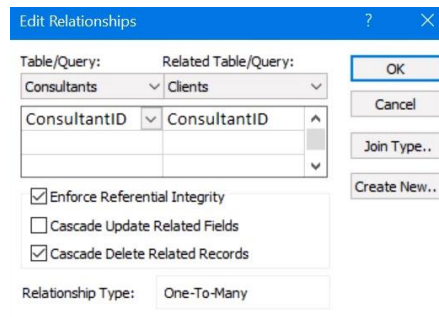 Edit Relationships ? ×
Table/Query: Related Table/Query:
Consultants Clients
ConsultantID ConsultantID
Enforce Referential Integrity
Cascade Update Related Fields
Cascade Delete Related Records
Relationship Type: One-To-Many
OK
Cancel
Join Type..
Create New..